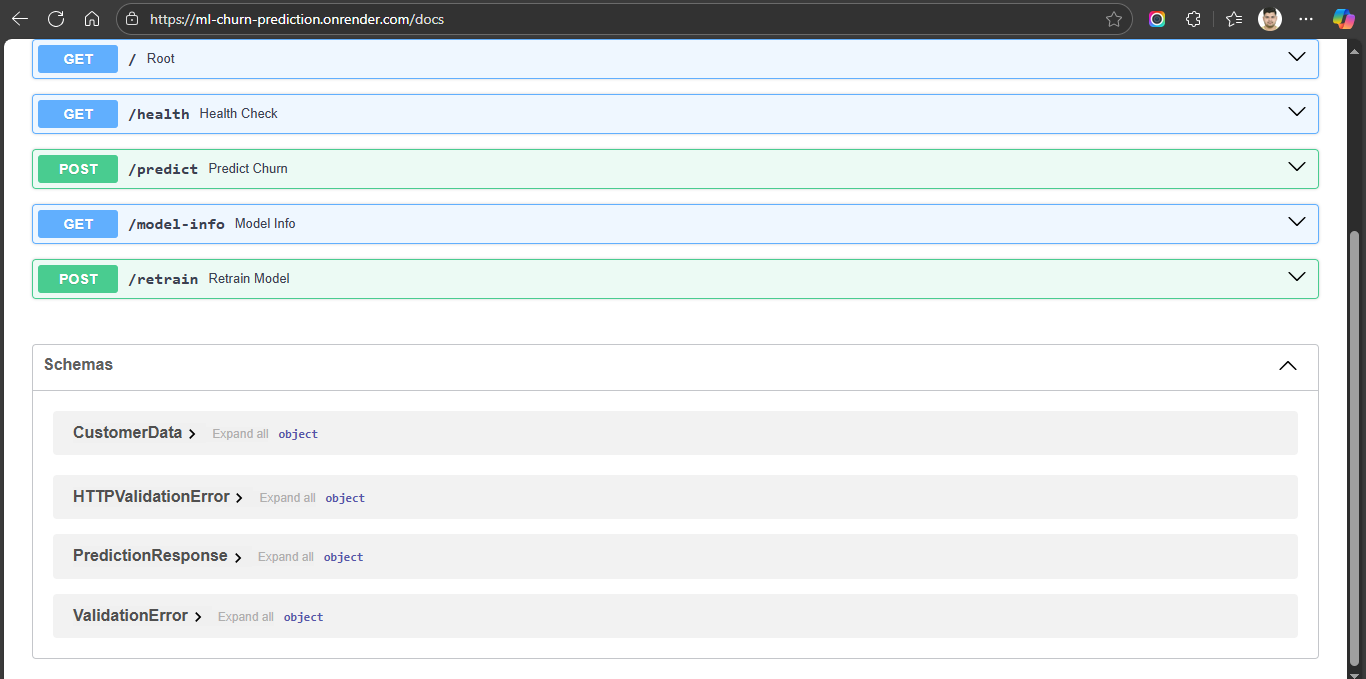 https://ml-churn-prediction.onrender.com/docs
GET / Root
GET /health Health Check
POST /predict Predict Churn
GET /model-info Model Info
POST /retrain Retrain Model
Schemas
CustomerData Expand all object
HTTPValidationError Expand all object
PredictionResponse Expand all object
ValidationError Expand all object